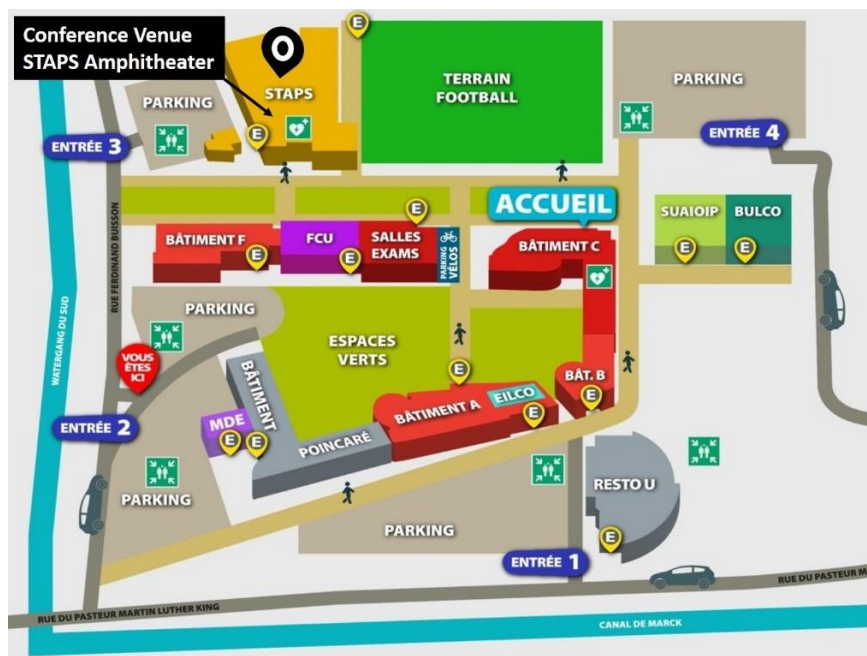 Conference Venue
STAPS Amphitheater
STAPS
E
TERRAIN
FOOTBALL
PARKING
PARKING
ENTRÉE 3
E
ENTRÉE 4
ACCUEIL
SUAIOIP
BULCO
E
E
BÂTIMENT F
E
FCU
E
SALLES
EXAMS
E
PARKING
VÉLOS
BÂTIMENT C
RUE FERDINAND BUISSON
WATERGANG DU SUD
PARKING
ESPACES
VERTS
VOUS
ÊTES
ICI
BÂTIMENT
POINCARÉ
MDE
E
E
E
BÂTIMENT A
EILCO
E
BÂT. B
E
ENTRÉE 2
PARKING
PARKING
RESTO U
E
ENTRÉE 1
RUE DU PASTEUR MARTIN LUTHER KING
RUE DU PASTEUR M
CANAL DE MARCK